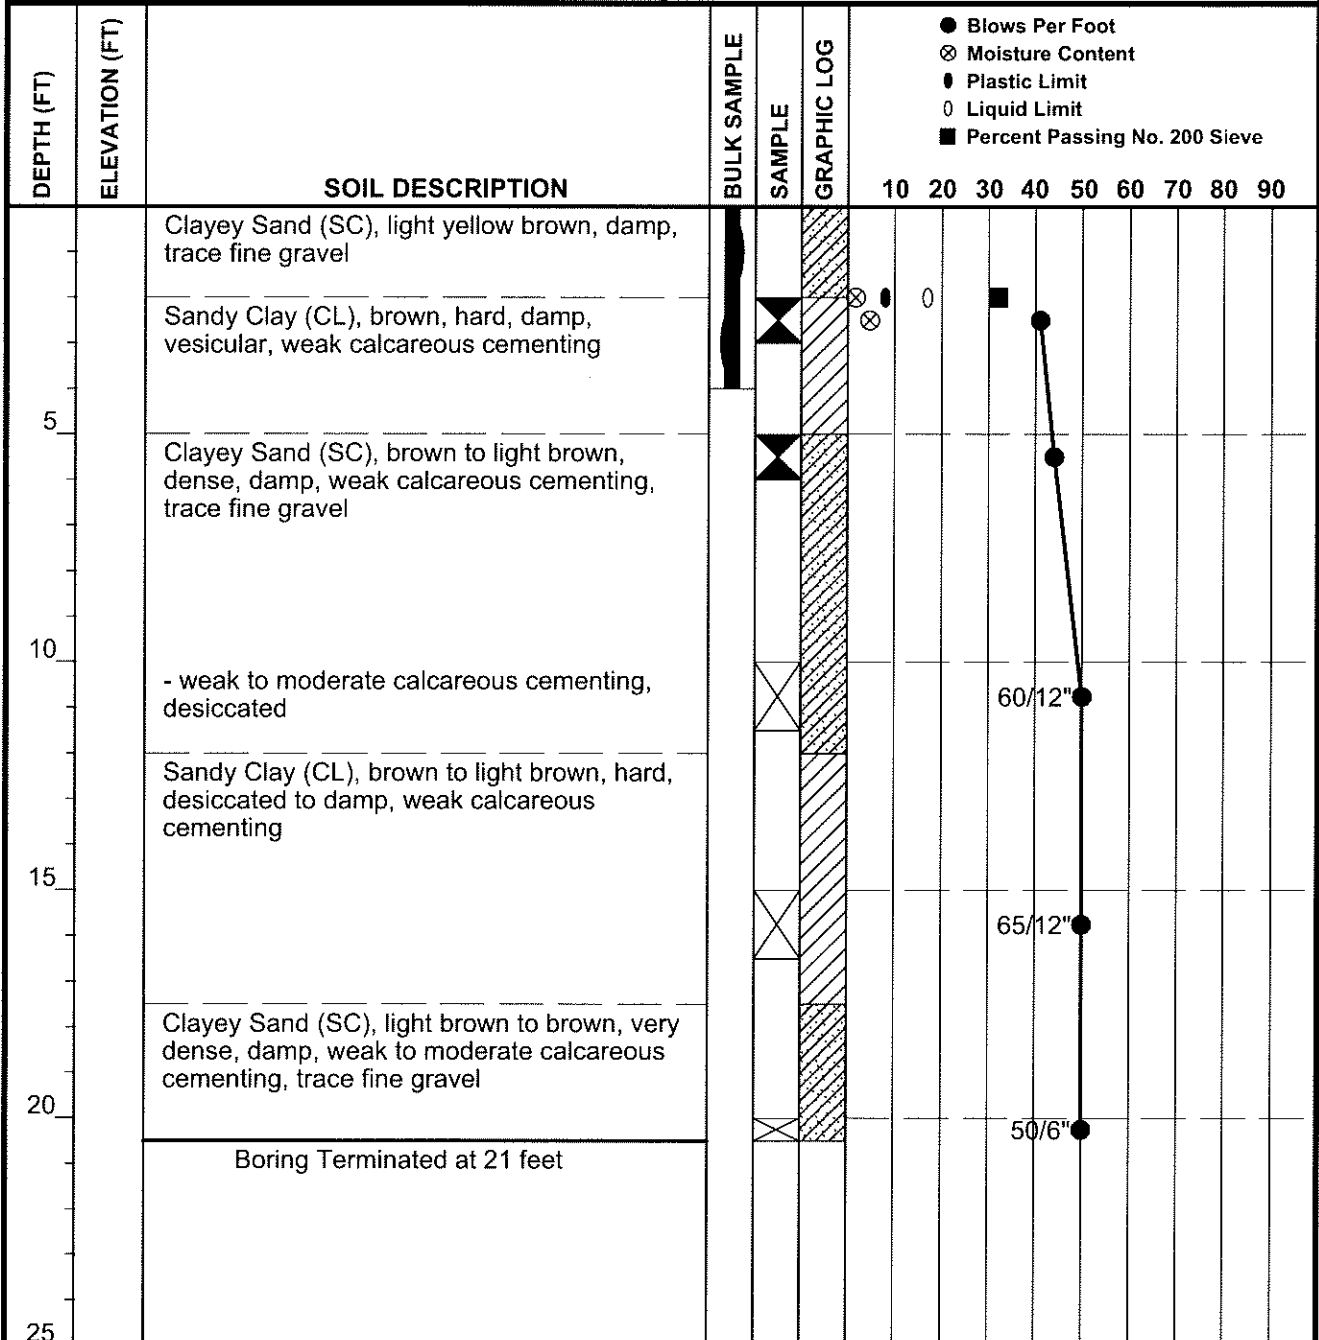 DEPTH (FT)
ELEVATION (FT)
SOIL DESCRIPTION
BULK SAMPLE
SAMPLE
GRAPHIC LOG
Blows Per Foot
Moisture Content
Plastic Limit
Liquid Limit
Percent Passing No. 200 Sieve
10 20 30 40 50 60 70 80 90
Clayey Sand (SC), light yellow brown, damp,
trace fine gravel
Sandy Clay (CL), brown, hard, damp,
vesicular, weak calcareous cementing
5
Clayey Sand (SC), brown to light brown,
dense, damp, weak calcareous cementing,
trace fine gravel
10
- weak to moderate calcareous cementing,
desiccated
60/12"
Sandy Clay (CL), brown to light brown, hard,
desiccated to damp, weak calcareous
cementing
15
65/12"
Clayey Sand (SC), light brown to brown, very
dense, damp, weak to moderate calcareous
cementing, trace fine gravel
20
50/6"
Boring Terminated at 21 feet
25